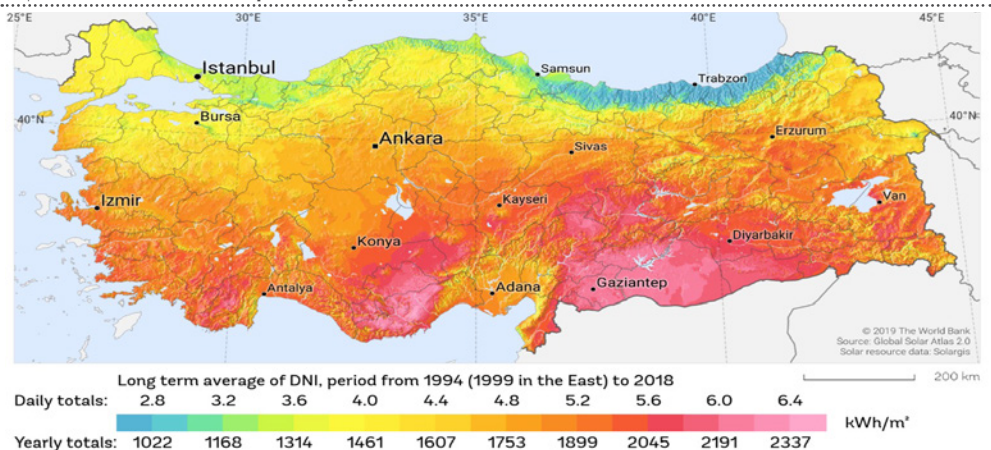 25°E 30°E 35°E 40°E 45°E
Istanbul
Samsun
Trabzon
Bursa
40°N
40°N
Ankara
Erzurum
Sivas
Izmir
Kayseri
Van
Konya
Diyarbakir
Antalya
Adana
Gaziantep
© 2019 The World Bank
Source: Global Solar Atlas 2.0
Solar resource data: Solargis
Long term average of DNI, period from 1994 (1999 in the East) to 2018
200 km
Daily totals: 2.8 3.2 3.6 4.0 4.4 4.8 5.2 5.6 6.0 6.4
kWh/m²
Yearly totals: 1022 1168 1314 1461 1607 1753 1899 2045 2191 2337